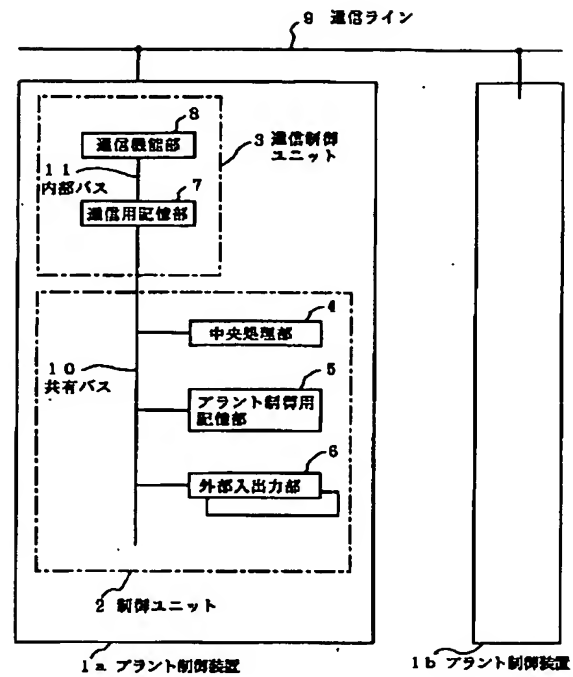 9 通信ライン
8
通信機能部
3 通信制御
ユニット
11
内部バス
7
通信用記憶部
4
中央処理部
10
共有バス
5
プラント制御用
記憶部
6
外部入出力部
2 制御ユニット
1a プラント制御装置
1b プラント制御装置